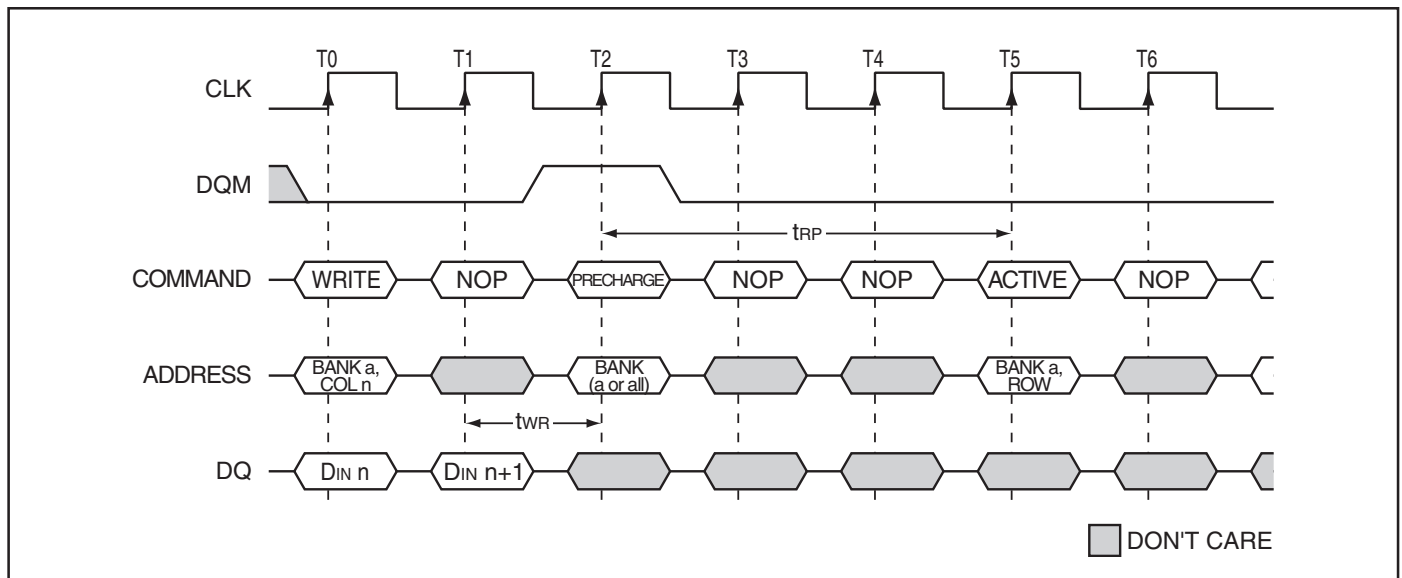 T0 T1 T2 T3 T4 T5 T6
CLK
DQM
tRP
COMMAND WRITE NOP PRECHARGE NOP NOP ACTIVE NOP
ADDRESS BANK a, COL n BANK (a or all) BANK a, ROW
tWR
DQ DIN n DIN n+1
DON'T CARE